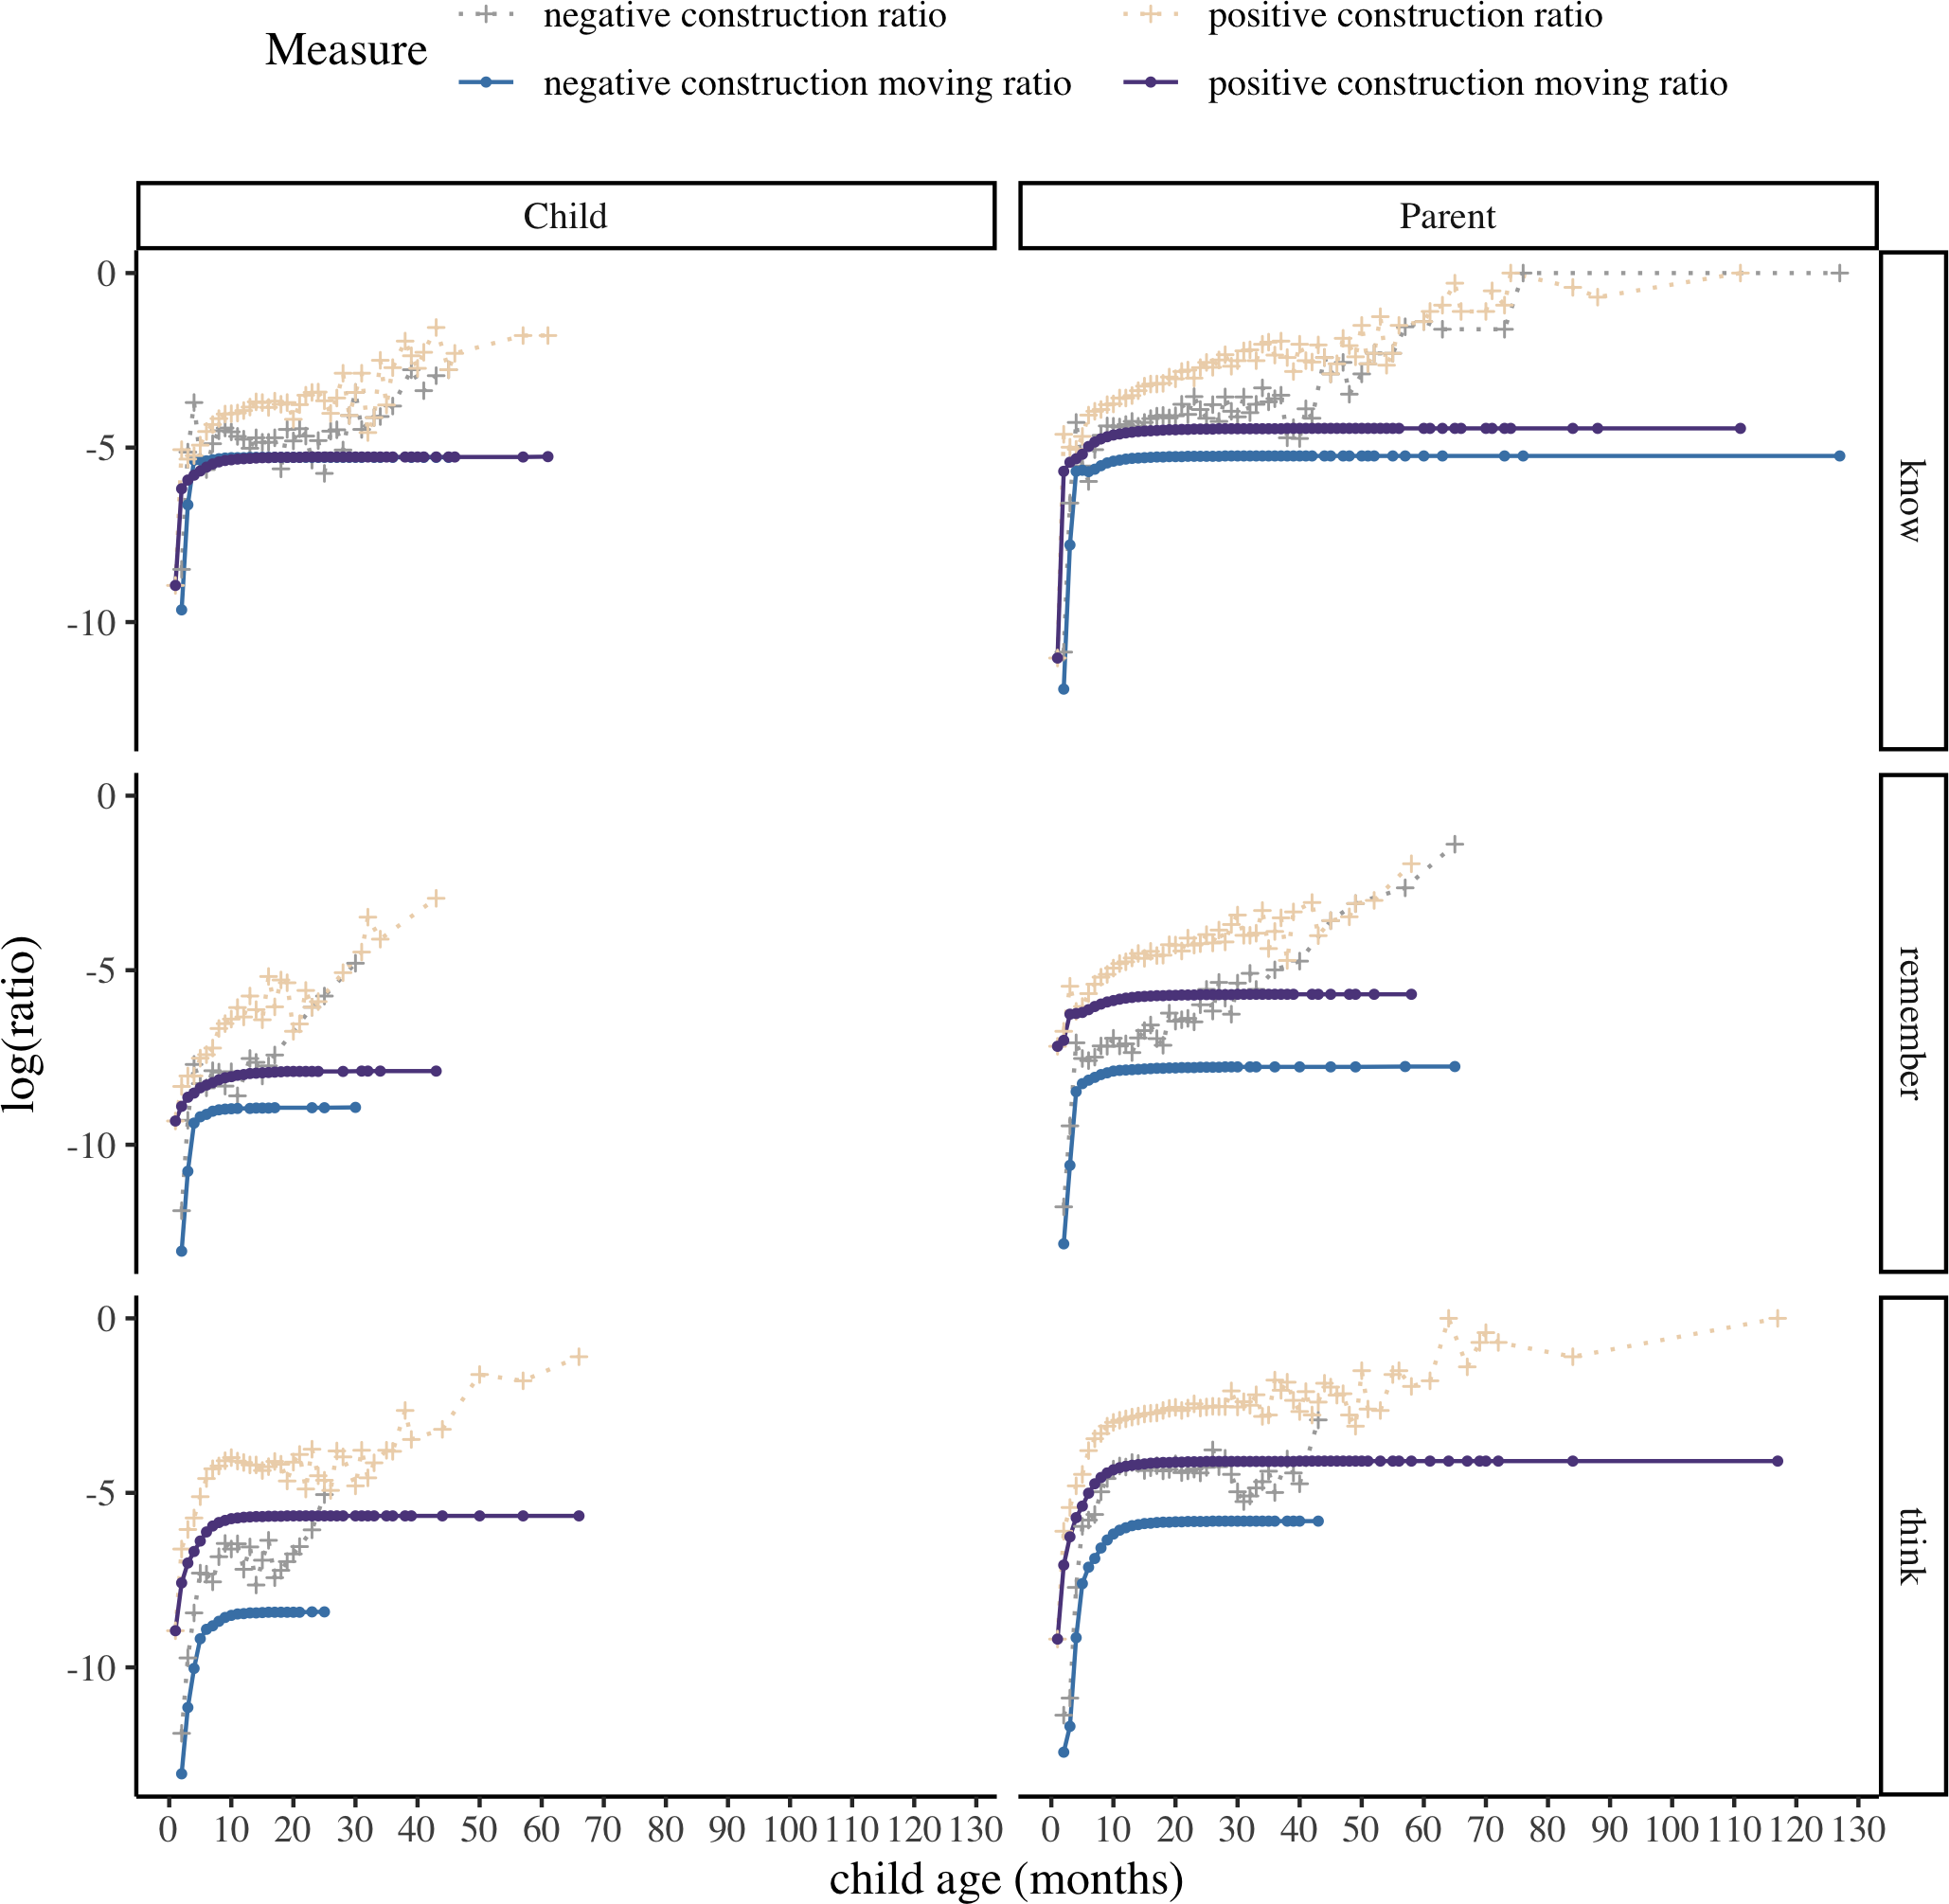 Measure
negative construction ratio
positive construction ratio
negative construction moving ratio
positive construction moving ratio
Child
Parent
0
-5
-10
know
log(ratio)
0
-5
-10
remember
0
-5
-10
think
0 10 20 30 40 50 60 70 80 90 100 110 120 130
0 10 20 30 40 50 60 70 80 90 100 110 120 130
child age (months)